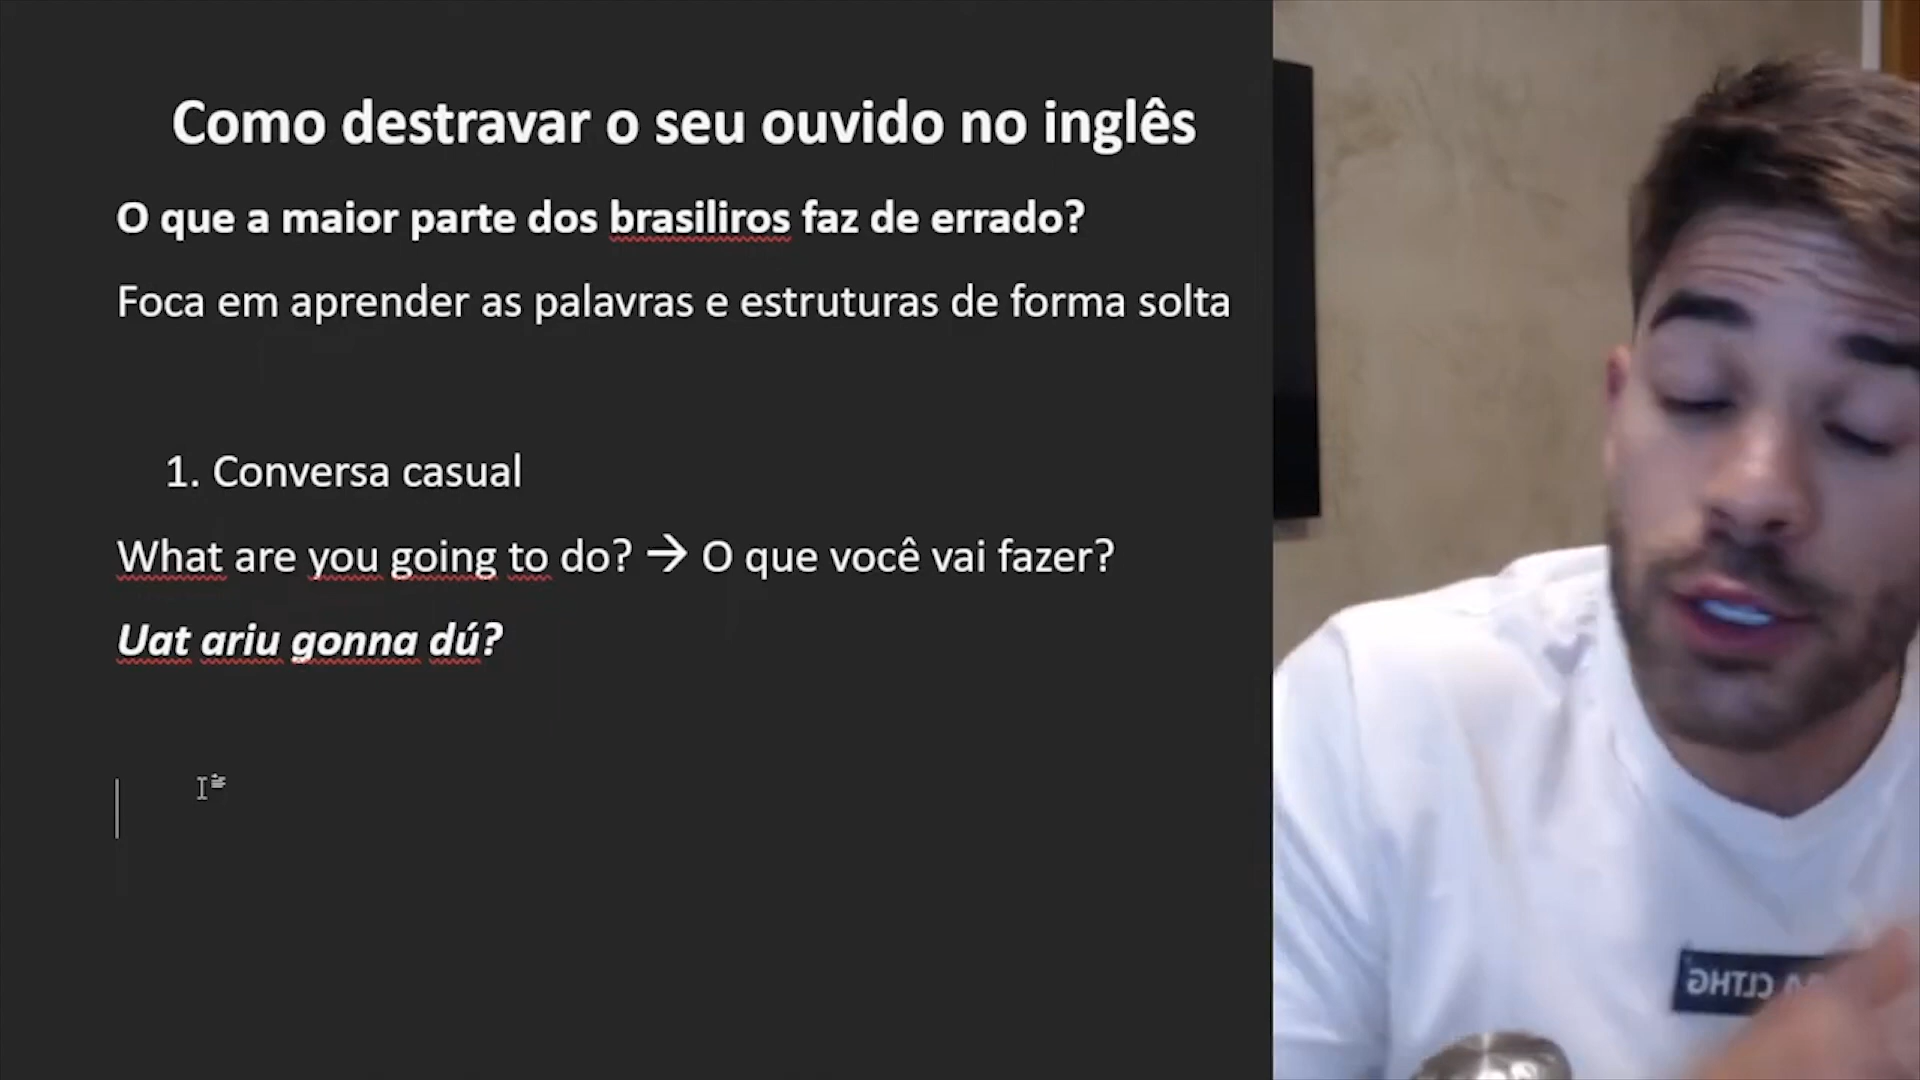 Como destravar o seu ouvido no inglês
O que a maior parte dos brasiliros faz de errado?
Foca em aprender as palavras e estruturas de forma solta
1. Conversa casual
What are you going to do? → O que você vai fazer?
Uat ariu gonna dú?
CLTHG